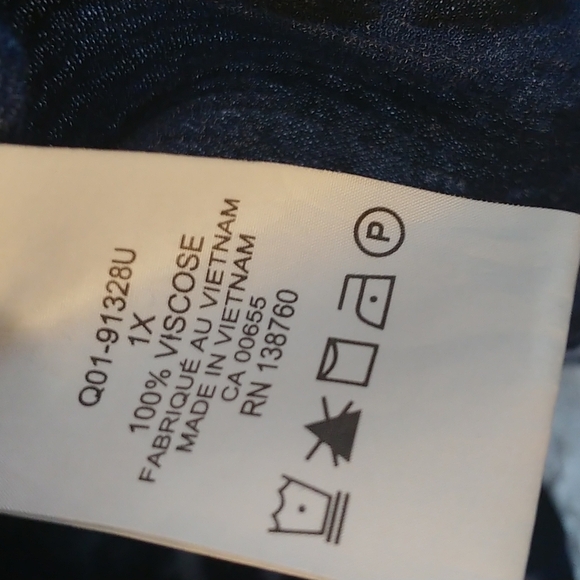 Q01-91328U
1X
100% VISCOSE
FABRIQUÉ AU VIETNAM
MADE IN VIETNAM
CA 00655
RN 138760
P